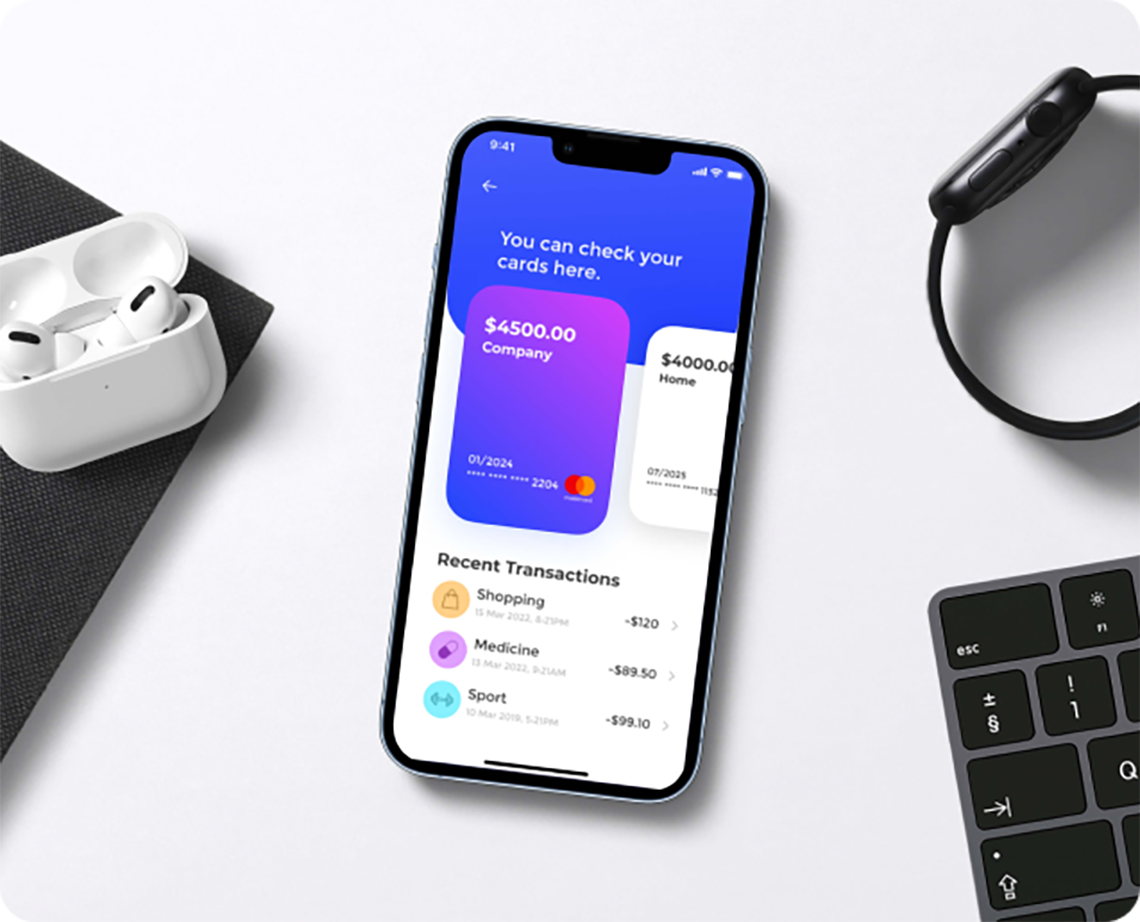 9:41
You can check your
cards here.
$4500.00
Company
01/2024
**** **** **** 2204
mastercard
$4000.00
Home
07/2025
**** **** **** 1152
Recent Transactions
Shopping
15 Mar 2022, 8:21PM
-$120
Medicine
13 Mar 2022, 9:21AM
-$89.50
Sport
10 Mar 2019, 5:21PM
-$99.10
esc
F1
±
§
!
1
Q